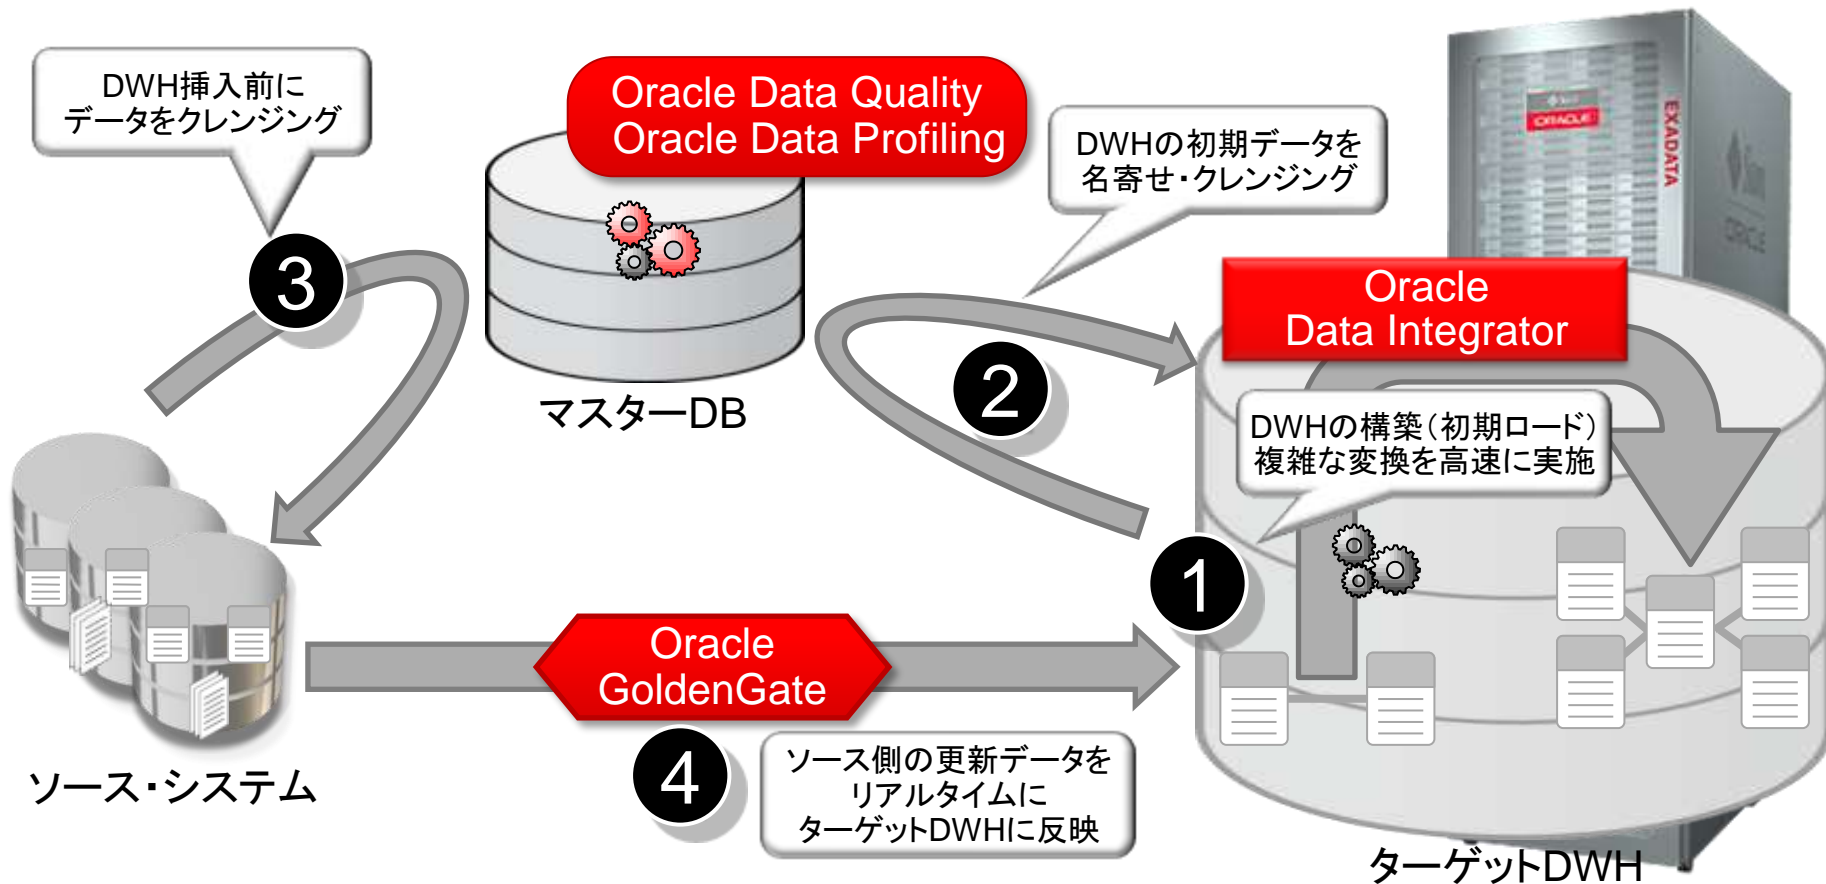 DWH挿入前に
データをクレンジング
3
Oracle Data Quality
Oracle Data Profiling
マスターDB
DWHの初期データを
名寄せ・クレンジング
2
ORACLE
EXADATA
Sun
ORACLE
Oracle
Data Integrator
DWHの構築（初期ロード）
複雑な変換を高速に実施
1
ソース・システム
Oracle
GoldenGate
4
ソース側の更新データを
リアルタイムに
ターゲットDWHに反映
ターゲットDWH